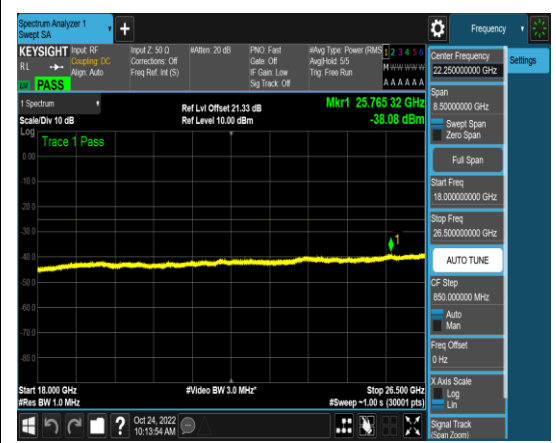 Spectrum Analyzer 1
Swept SA
+
Frequency
KEYSIGHT
RL
PASS
Input: RF
Coupling: DC
Align: Auto
Input Z: 50 Ω
Corrections: Off
Freq Ref: Int (S)
#Atten: 20 dB
PNO: Fast
Gate: Off
IF Gain: Low
Sig Track: Off
#Avg Type: Power (RMS
Avg|Hold: 5/5
Trig: Free Run
1 2 3 4 5 6
M W W W W W
A A A A A A
Center Frequency
22.250000000 GHz
Settings
Span
8.50000000 GHz
Swept Span
Zero Span
Full Span
Start Freq
18.000000000 GHz
Stop Freq
26.500000000 GHz
AUTO TUNE
CF Step
850.000000 MHz
Auto
Man
Freq Offset
0 Hz
X Axis Scale
Log
Lin
Signal Track
(Span Zoom)
1 Spectrum
Scale/Div 10 dB
Log
Ref Lvl Offset 21.33 dB
Ref Level 10.00 dBm
Mkr1 25.765 32 GHz
-38.08 dBm
Trace 1 Pass
0.00
-10.0
-20.0
-30.0
-40.0
-50.0
-60.0
-70.0
-80.0
1
Start 18.000 GHz
#Res BW 1.0 MHz
#Video BW 3.0 MHz*
Stop 26.500 GHz
#Sweep ~1.00 s (30001 pts)
?
Oct 24, 2022
10:13:54 AM